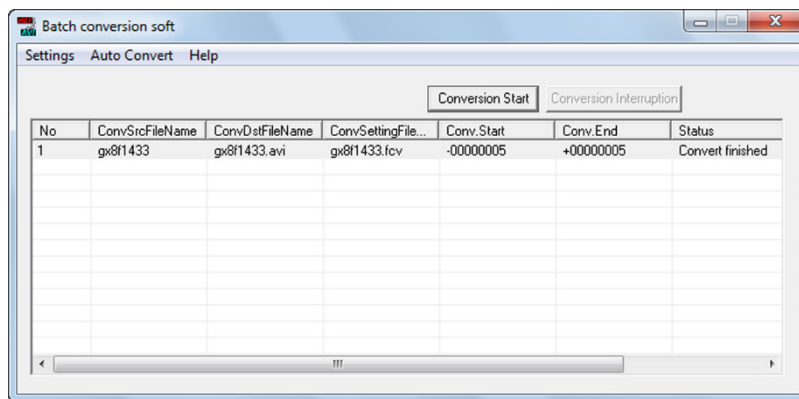 Batch conversion soft
Settings Auto Convert Help
Conversion Start Conversion Interruption
No ConvSrcFileName ConvDstFileName ConvSettingFile... Conv.Start Conv.End Status
1 gx8f1433 gx8f1433.avi gx8f1433.fcv -00000005 +00000005 Convert finished